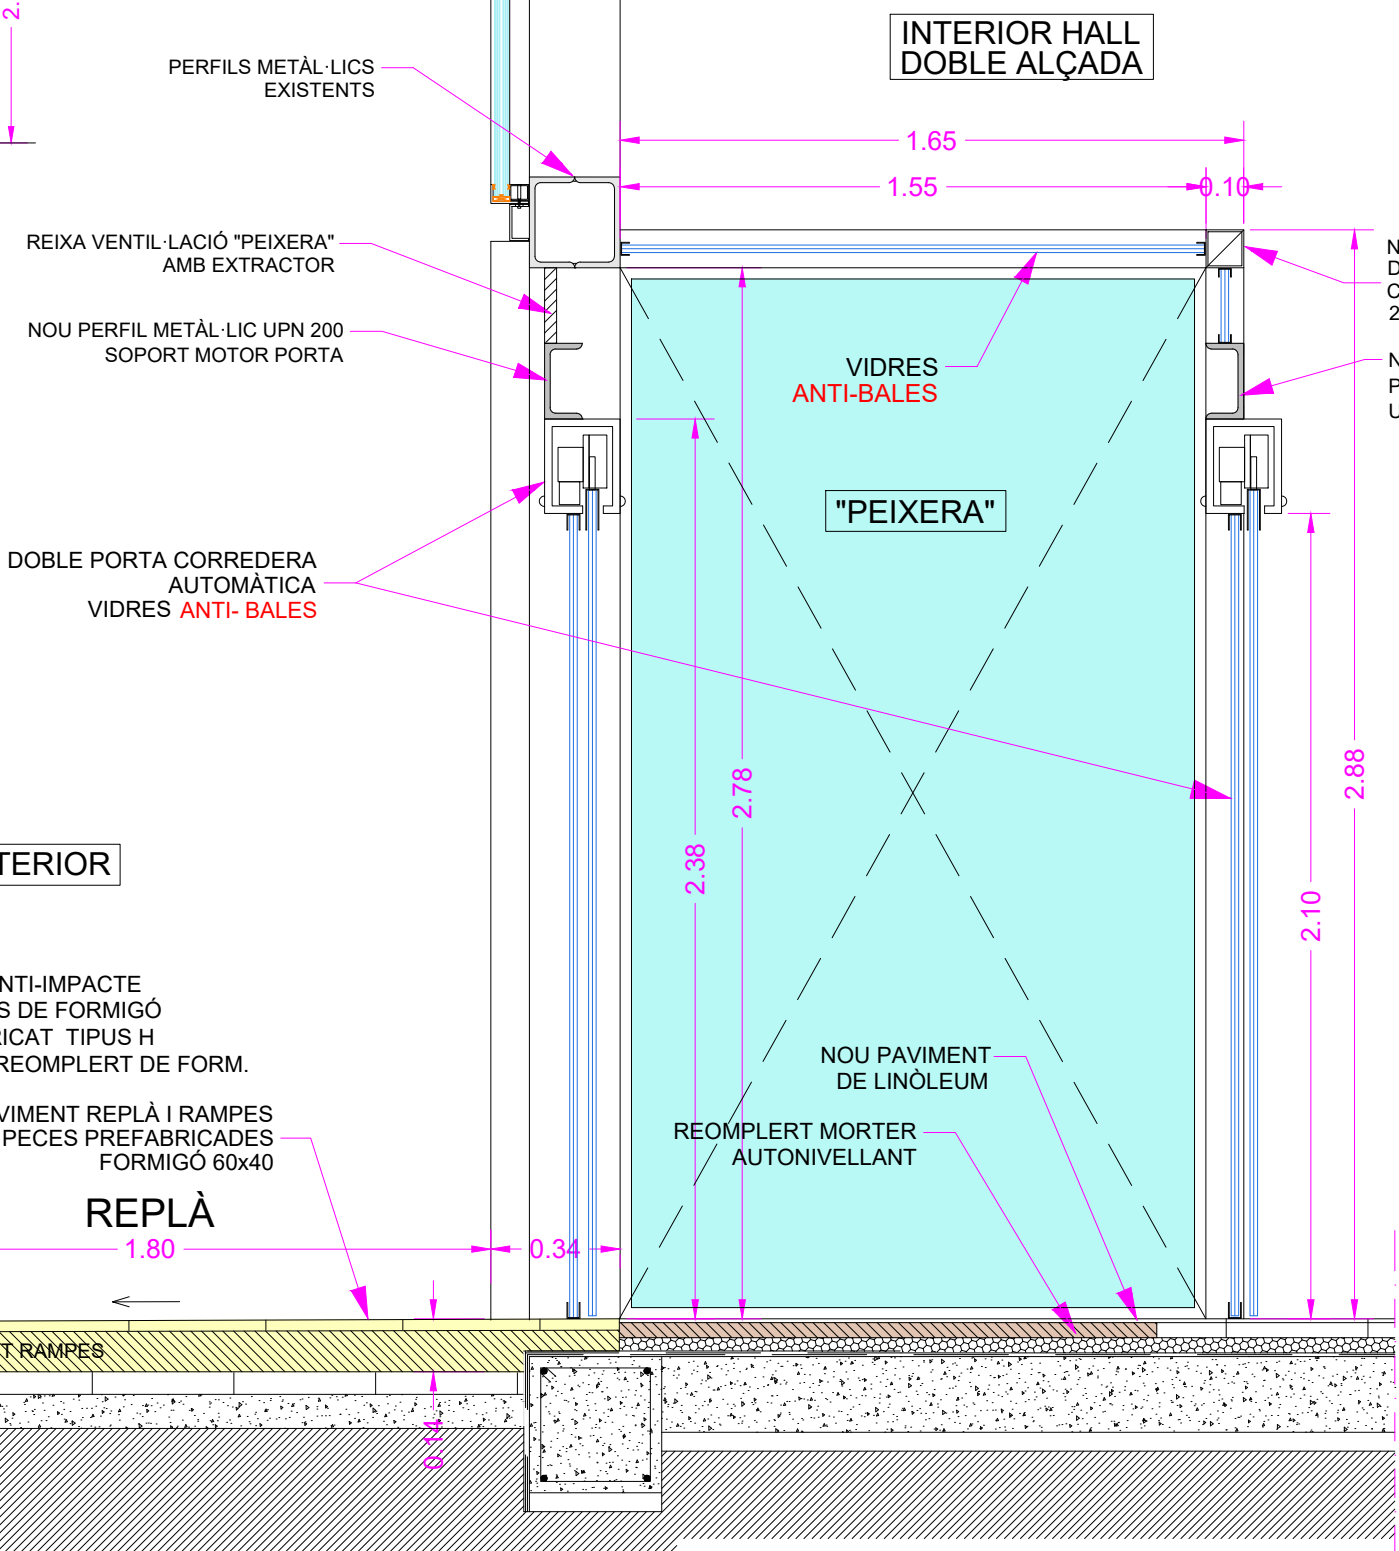 2.
INTERIOR HALL
DOBLE ALÇADA
PERFILS METÀL·LICS
EXISTENTS
1.65
1.55
0.10
REIXA VENTIL·LACIÓ "PEIXERA"
AMB EXTRACTOR
N
D
C
2
NOU PERFIL METÀL·LIC UPN 200
SOPORT MOTOR PORTA
VIDRES
ANTI-BALES
N
P
U
"PEIXERA"
DOBLE PORTA CORREDERA
AUTOMÀTICA
VIDRES ANTI- BALES
2.78
2.88
2.38
2.10
TERIOR
NTI-IMPACTE
S DE FORMIGÓ
RICAT TIPUS H
REOMPLERT DE FORM.
NOU PAVIMENT
DE LINÒLEUM
VIMENT REPLÀ I RAMPES
PECES PREFABRICADES
FORMIGÓ 60x40
REOMPLERT MORTER
AUTONIVELLANT
REPLÀ
1.80
0.34
T RAMPES
0.14